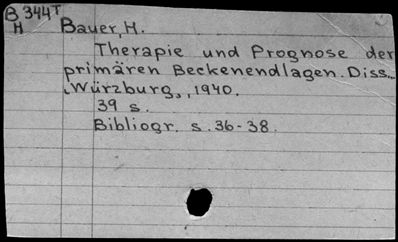 B 344T
H
Bauer, H.
Therapie und Prognose der
primären Beckenendlagen. Diss.
Würzburg, 1940.
39 s.
Bibliogr. s. 36-38.